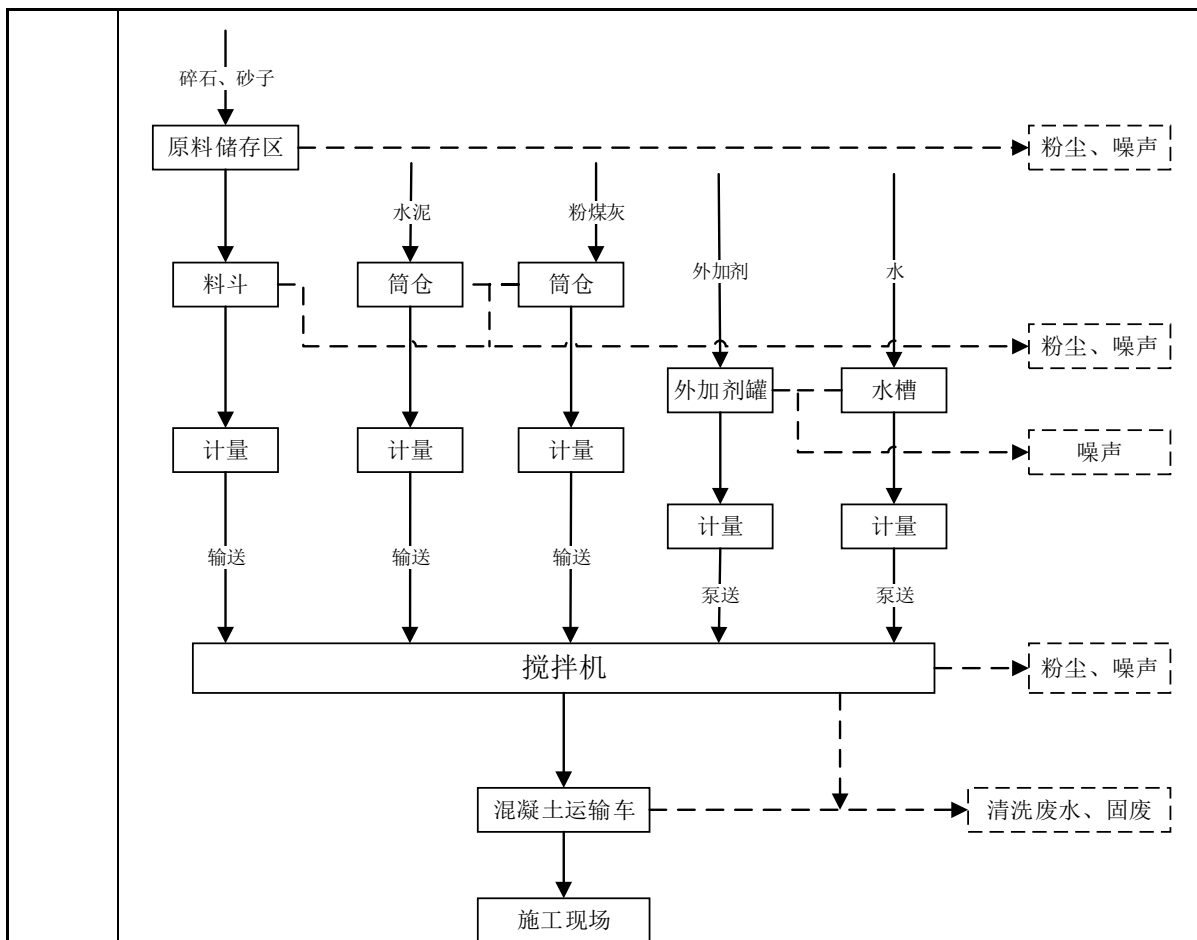 碎石、砂子
原料储存区
粉尘、噪声
水泥
粉煤灰
外加剂
水
料斗
筒仓
筒仓
粉尘、噪声
外加剂罐
水槽
计量
计量
计量
噪声
计量
计量
输送
输送
输送
泵送
泵送
搅拌机
粉尘、噪声
混凝土运输车
清洗废水、固废
施工现场